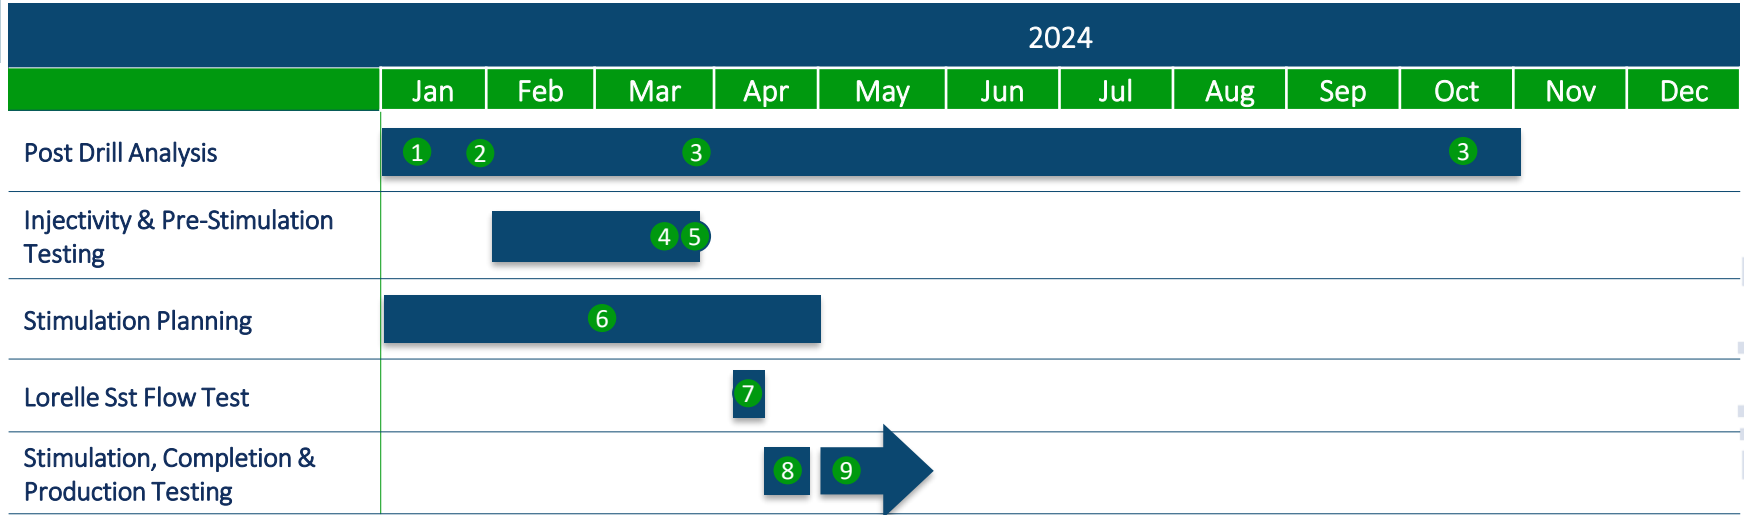 2024
Jan Feb Mar Apr May Jun Jul Aug Sep Oct Nov Dec
Post Drill Analysis 1 2 3 3
Injectivity & Pre-Stimulation
Testing
4 5
Stimulation Planning 6
Lorelle Sst Flow Test 7
Stimulation, Completion &
Production Testing
8 9